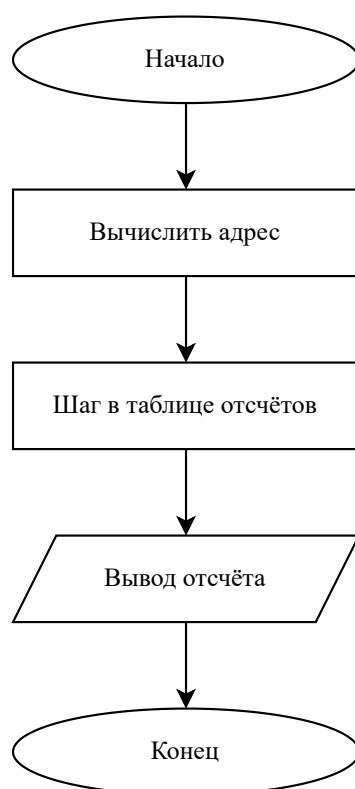 Начало
Вычислить адрес
Шаг в таблице отсчётов
Вывод отсчёта
Конец